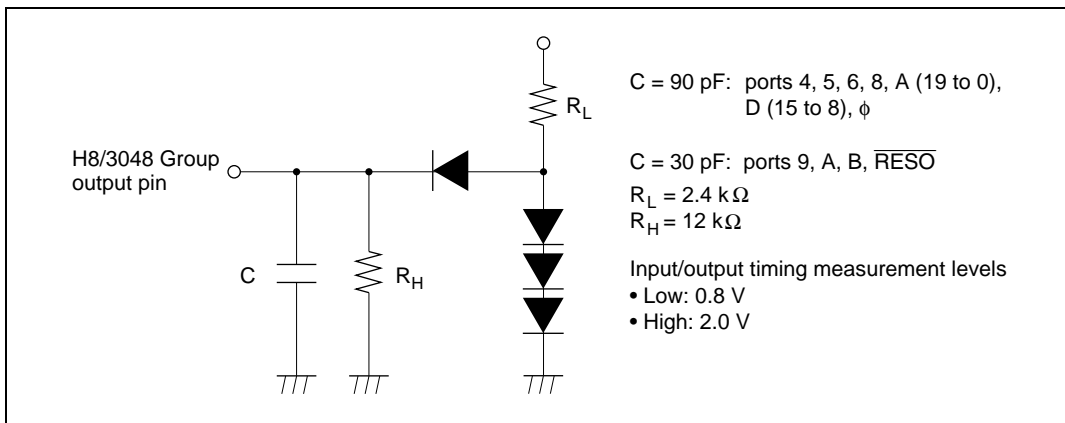 C = 90 pF: ports 4, 5, 6, 8, A (19 to 0),
D (15 to 8), ϕ
R_L
H8/3048 Group
output pin
C = 30 pF: ports 9, A, B, R̅E̅S̅O̅
R_L = 2.4 kΩ
R_H = 12 kΩ
C
R_H
Input/output timing measurement levels
• Low: 0.8 V
• High: 2.0 V